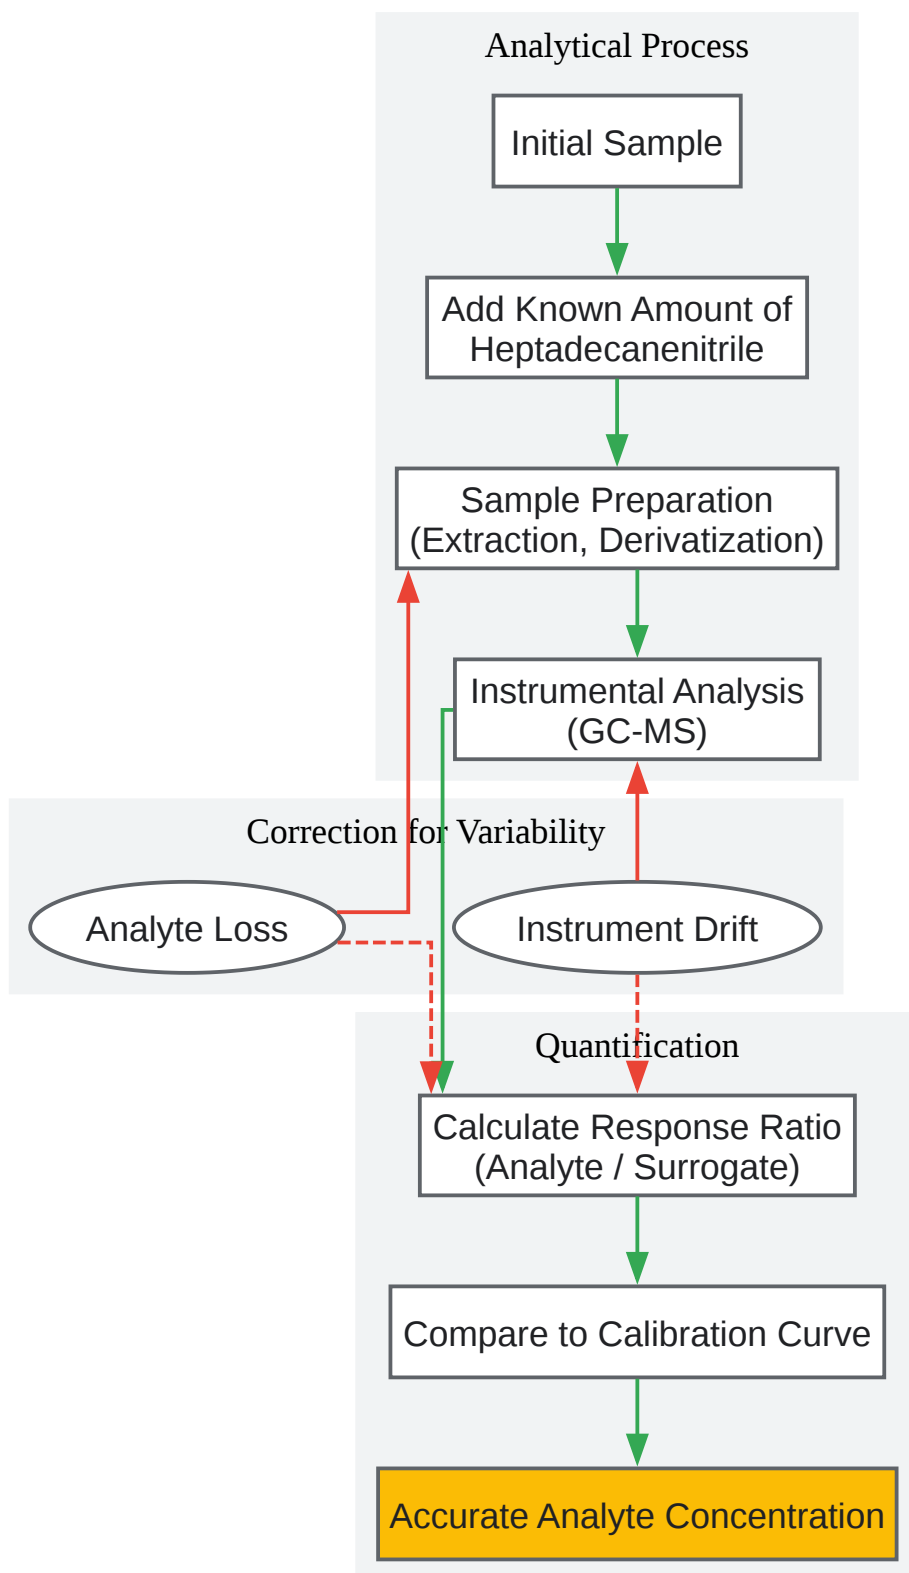 Analytical Process
Initial Sample
Add Known Amount of
Heptadecanenitrile
Sample Preparation
(Extraction, Derivatization)
Instrumental Analysis
(GC-MS)
Correction for Variability
Analyte Loss
Instrument Drift
Quantification
Calculate Response Ratio
(Analyte / Surrogate)
Compare to Calibration Curve
Accurate Analyte Concentration